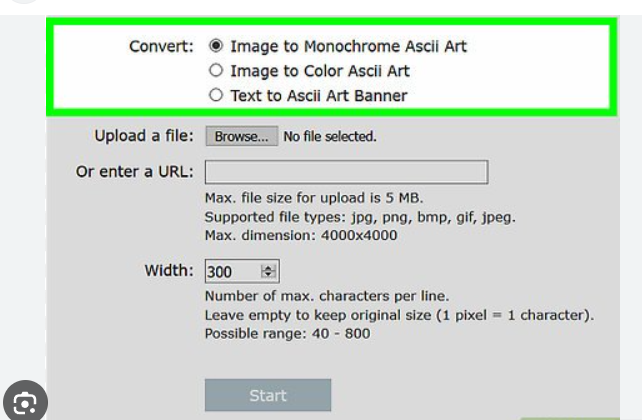 Convert: Image to Monochrome Ascii Art
Image to Color Ascii Art
Text to Ascii Art Banner
Upload a file: Browse... No file selected.
Or enter a URL:
Max. file size for upload is 5 MB.
Supported file types: jpg, png, bmp, gif, jpeg.
Max. dimension: 4000x4000
Width: 300
Number of max. characters per line.
Leave empty to keep original size (1 pixel = 1 character).
Possible range: 40 - 800
Start